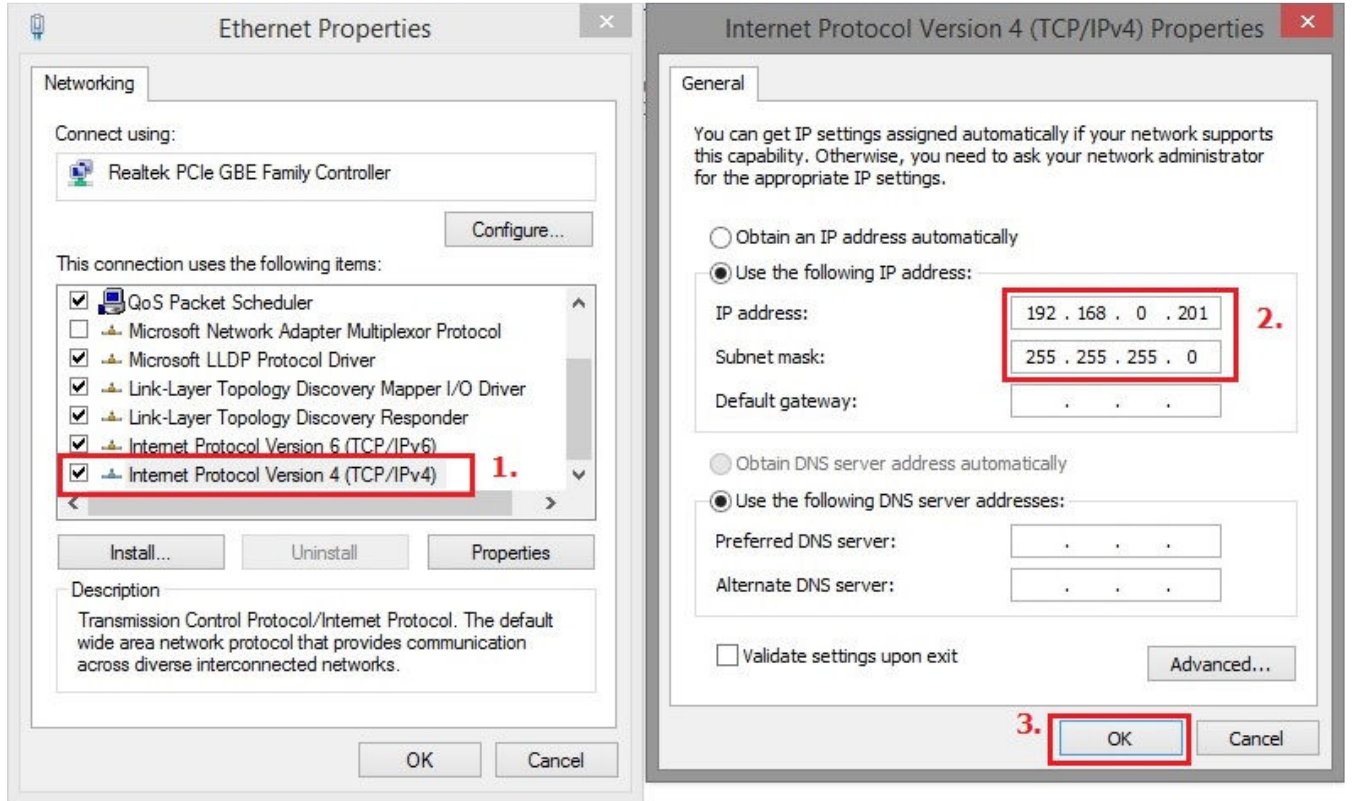 Ethernet Properties
Networking
Connect using:
Realtek PCIe GBE Family Controller
Configure...
This connection uses the following items:
QoS Packet Scheduler
Microsoft Network Adapter Multiplexor Protocol
Microsoft LLDP Protocol Driver
Link-Layer Topology Discovery Mapper I/O Driver
Link-Layer Topology Discovery Responder
Internet Protocol Version 6 (TCP/IPv6)
Internet Protocol Version 4 (TCP/IPv4)
1.
Install...
Uninstall
Properties
Description
Transmission Control Protocol/Internet Protocol. The default
wide area network protocol that provides communication
across diverse interconnected networks.
OK
Cancel
Internet Protocol Version 4 (TCP/IPv4) Properties
General
You can get IP settings assigned automatically if your network supports
this capability. Otherwise, you need to ask your network administrator
for the appropriate IP settings.
Obtain an IP address automatically
Use the following IP address:
IP address: 192 . 168 . 0 . 201
2.
Subnet mask: 255 . 255 . 255 . 0
Default gateway: . . .
Obtain DNS server address automatically
Use the following DNS server addresses:
Preferred DNS server: . . .
Alternate DNS server: . . .
Validate settings upon exit
Advanced...
3.
OK
Cancel